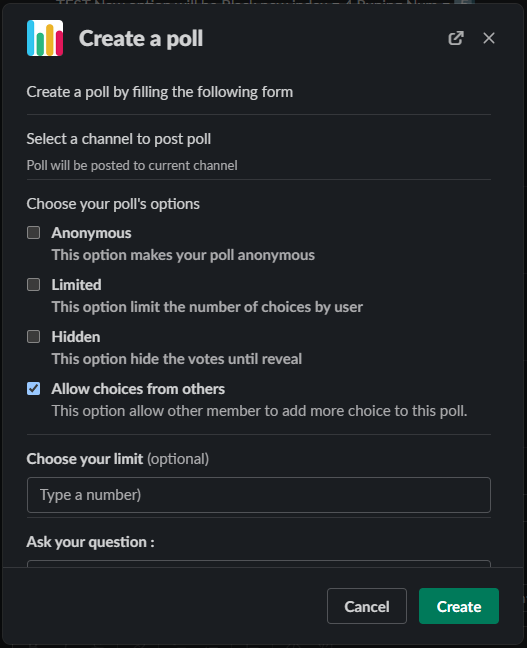 Create a poll
Create a poll by filling the following form
Select a channel to post poll
Poll will be posted to current channel
Choose your poll's options
Anonymous
This option makes your poll anonymous
Limited
This option limit the number of choices by user
Hidden
This option hide the votes until reveal
Allow choices from others
This option allow other member to add more choice to this poll.
Choose your limit (optional)
Type a number)
Ask your question :
Cancel Create